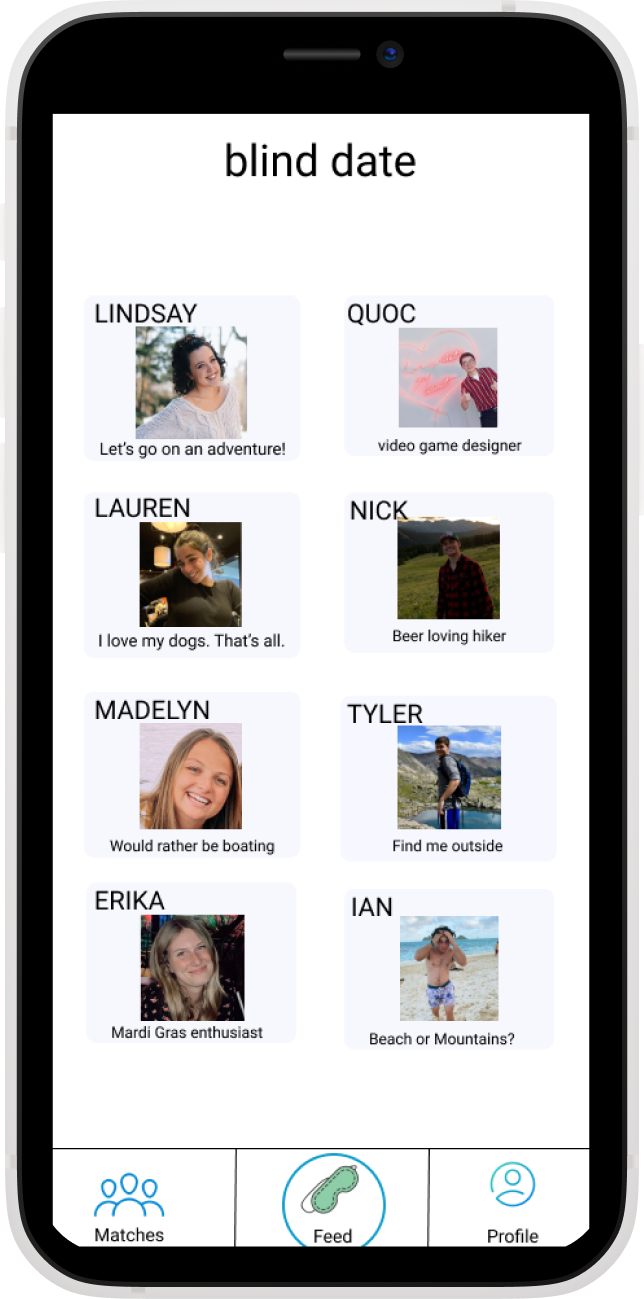 blind date
LINDSAY
Let's go on an adventure!
QUOC
video game designer
LAUREN
I love my dogs. That's all.
NICK
Beer loving hiker
MADELYN
Would rather be boating
TYLER
Find me outside
ERIKA
Mardi Gras enthusiast
IAN
Beach or Mountains?
Matches
Feed
Profile